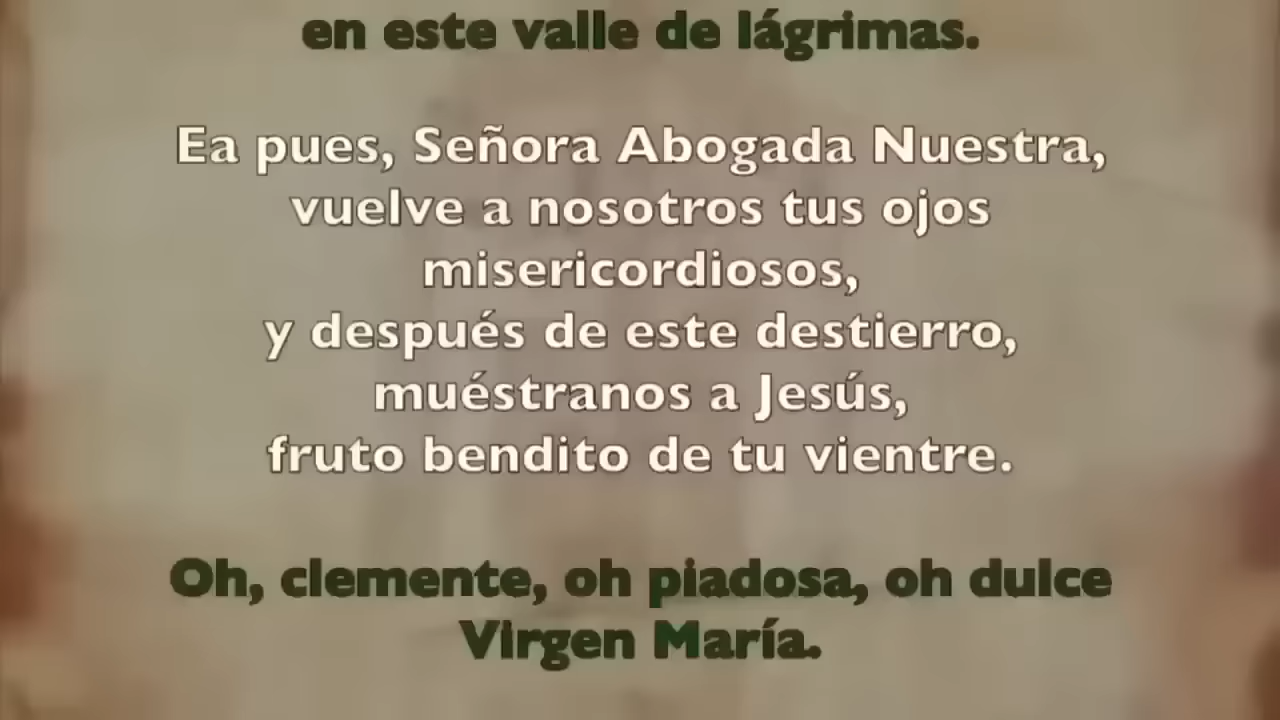 en este valle de lágrimas.
Ea pues, Señora Abogada Nuestra,
vuelve a nosotros tus ojos
misericordiosos,
y después de este destierro,
muéstranos a Jesús,
fruto bendito de tu vientre.
Oh, clemente, oh piadosa, oh dulce
Virgen María.